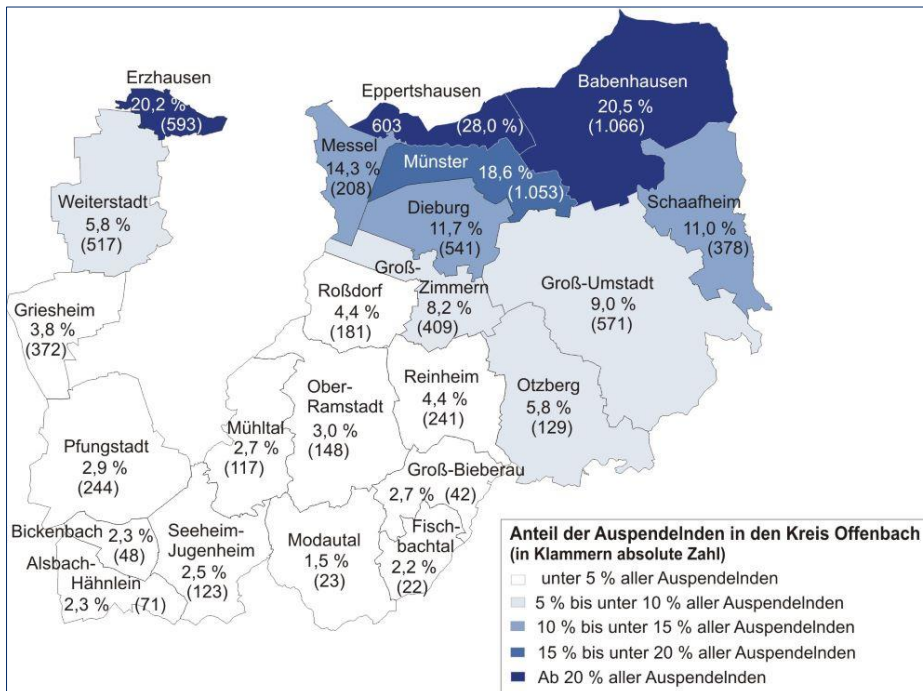 Erzhausen
20,2 %
(593)
Eppertshausen
603 (28,0 %)
Babenhausen
20,5 %
(1.066)
Messel
14,3 %
(208)
Münster
18,6 %
(1.053)
Weiterstadt
5,8 %
(517)
Dieburg
11,7 %
(541)
Schaafheim
11,0 %
(378)
Groß-
Zimmern
8,2 %
(409)
Groß-Umstadt
9,0 %
(571)
Roßdorf
4,4 %
(181)
Griesheim
3,8 %
(372)
Ober-
Ramstadt
3,0 %
(148)
Reinheim
4,4 %
(241)
Otzberg
5,8 %
(129)
Mühltal
2,7 %
(117)
Pfungstadt
2,9 %
(244)
Groß-Bieberau
2,7 % (42)
Bickenbach
2,3 %
(48)
Seeheim-
Jugenheim
2,5 %
(123)
Modautal
1,5 %
(23)
Fisch-
bachtal
2,2 %
(22)
Alsbach-
Hähnlein
2,3 % (71)
Anteil der Auspendelnden in den Kreis Offenbach
(in Klammern absolute Zahl)
unter 5 % aller Auspendelnden
5 % bis unter 10 % aller Auspendelnden
10 % bis unter 15 % aller Auspendelnden
15 % bis unter 20 % aller Auspendelnden
Ab 20 % aller Auspendelnden